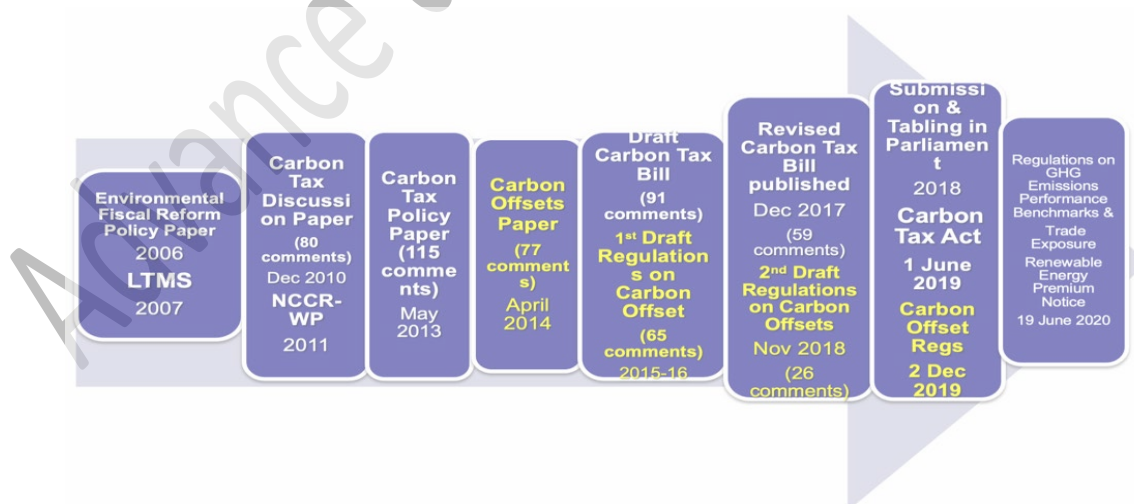 Advance
Environmental
Fiscal Reform
Policy Paper
2006
LTMS
2007
Carbon
Tax
Discussi
on Paper
(80
comments)
Dec 2010
NCCR-
WP
2011
Carbon
Tax
Policy
Paper
(115
comme
nts)
May
2013
Carbon
Offsets
Paper
(77
comment
s)
April
2014
Draft
Carbon Tax
Bill
(91
comments)
1st Draft
Regulation
s on
Carbon
Offset
(65
comments)
2015-16
Revised
Carbon Tax
Bill
published
Dec 2017
(59
comments)
2nd Draft
Regulations
on Carbon
Offsets
Nov 2018
(26
comments)
Submissi
on &
Tabling in
Parliamen
t
2018
Carbon
Tax Act
1 June
2019
Carbon
Offset
Regs
2 Dec
2019
Regulations on
GHG
Emissions
Performance
Benchmarks &
Trade
Exposure
Renewable
Energy
Premium
Notice
19 June 2020